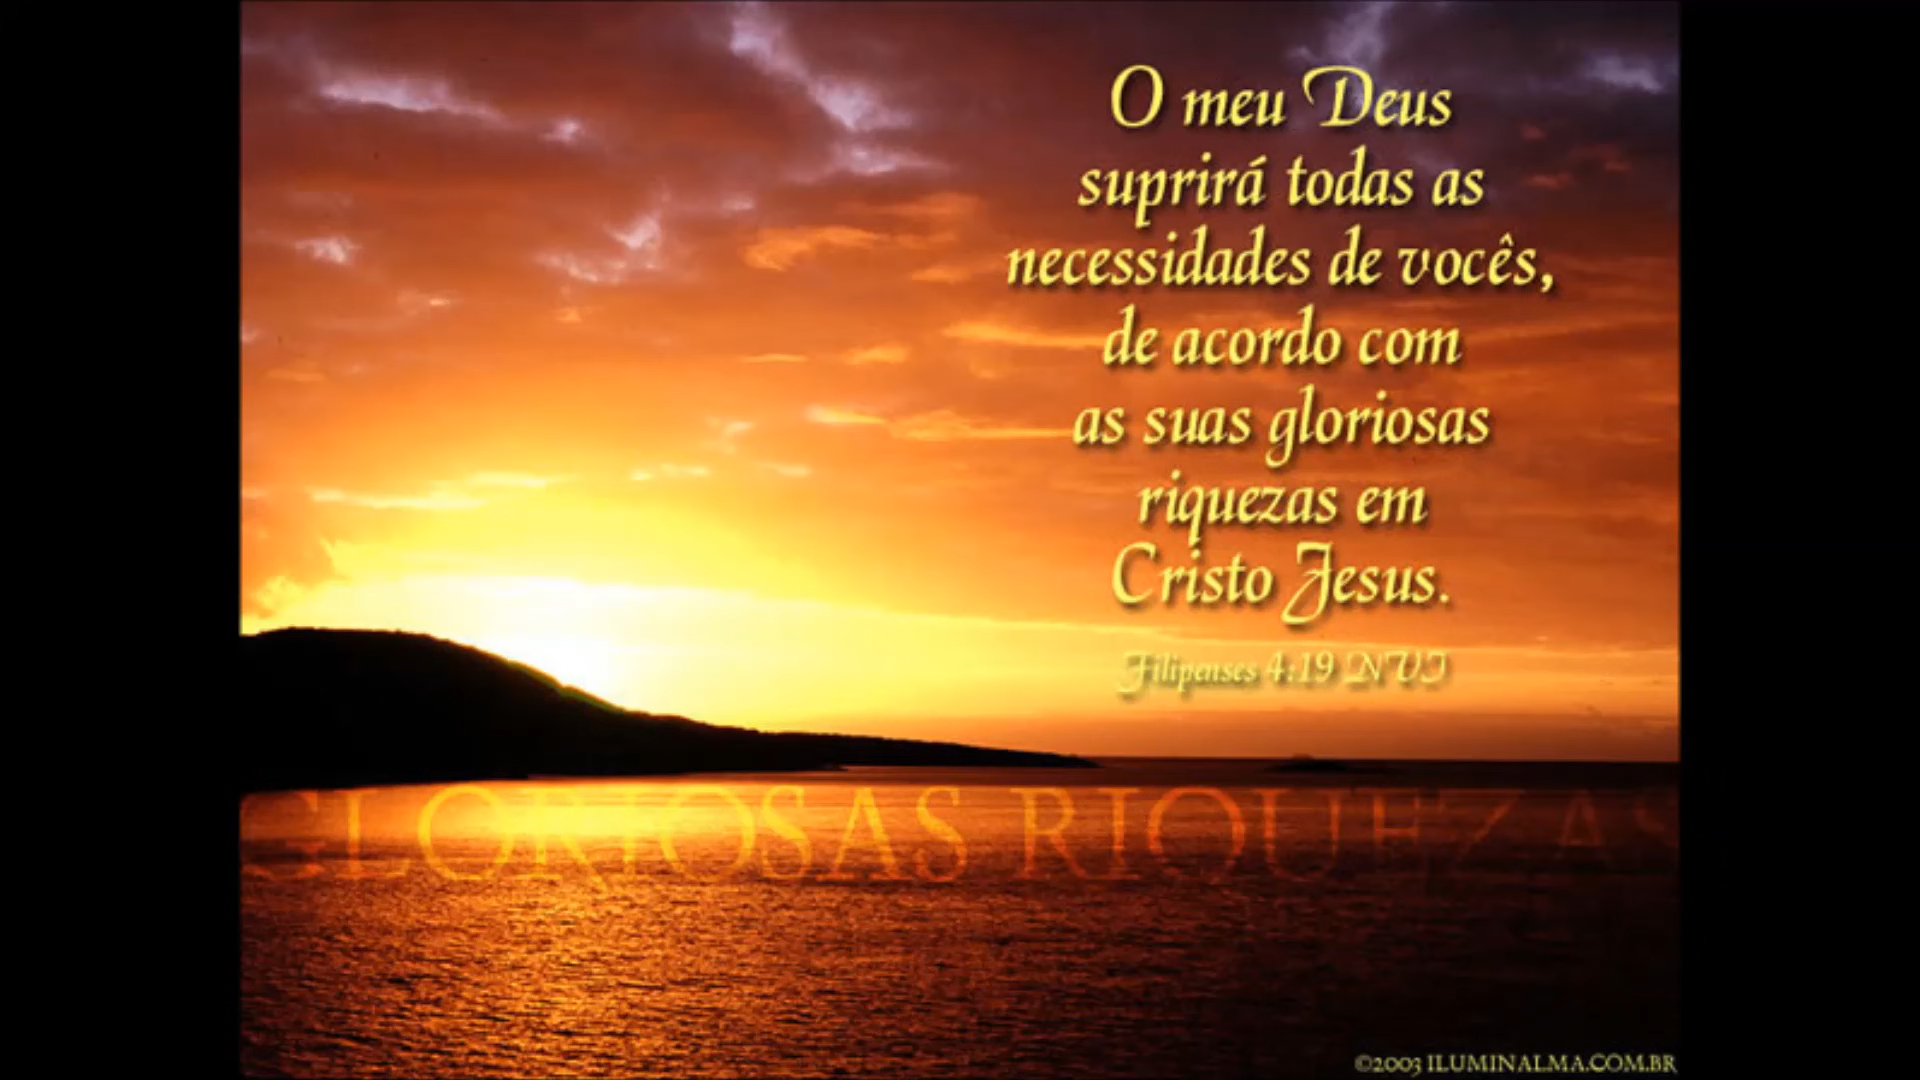 O meu Deus
suprirá todas as
necessidades de vocês,
de acordo com
as suas gloriosas
riquezas em
Cristo Jesus.
Filipenses 4:19 NVI
GLORIOSAS RIQUEZAS
©2003 ILUMINALMA.COM.BR